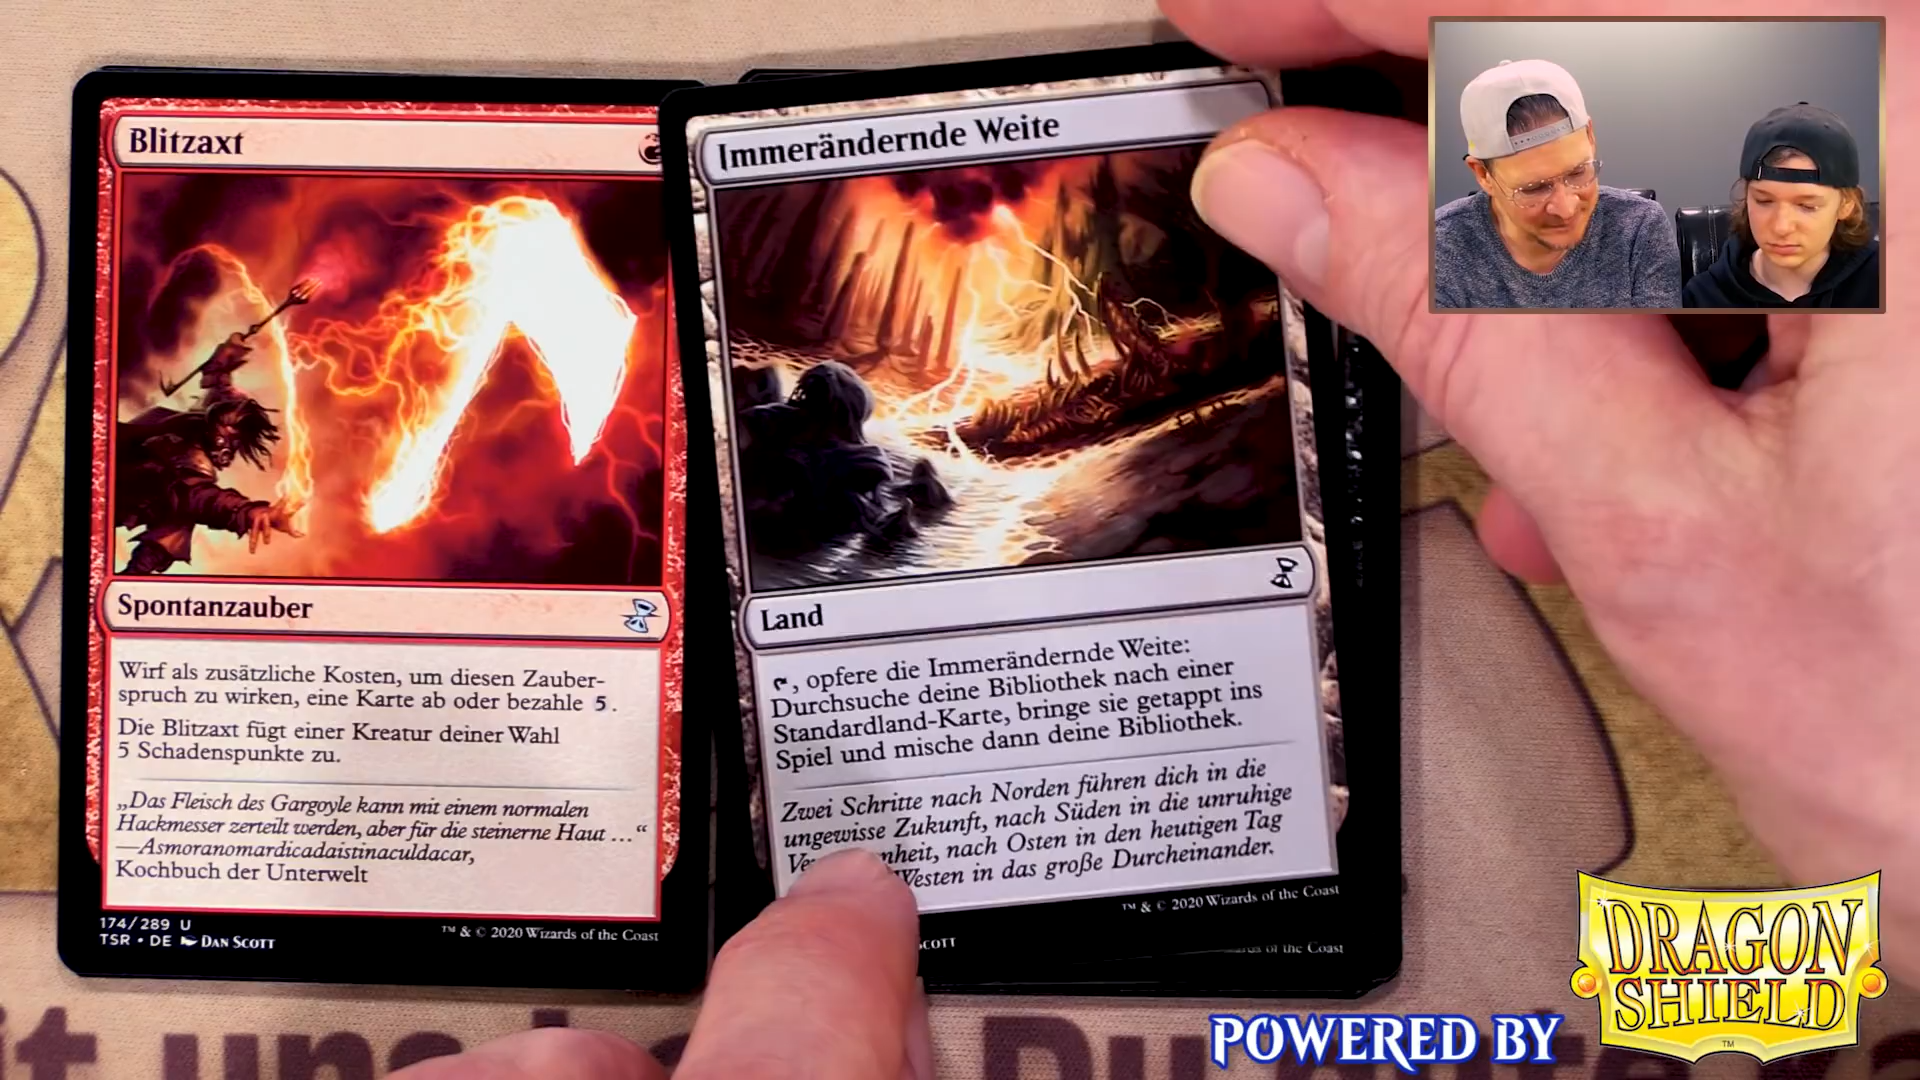 Blitzaxt
Spontanzauber
Wirf als zusätzliche Kosten, um diesen Zauber-
spruch zu wirken, eine Karte ab oder bezahle 5.
Die Blitzaxt fügt einer Kreatur deiner Wahl
5 Schadenspunkte zu.
„Das Fleisch des Gargoyle kann mit einem normalen
Hackmesser zerteilt werden, aber für die steinerne Haut …“
—Asmoranomardicadaistinaculdacar,
Kochbuch der Unterwelt
174/289 U
TSR • DE DAN SCOTT
™ & © 2020 Wizards of the Coast
Immerändernde Weite
Land
, opfere die Immerändernde Weite:
Durchsuche deine Bibliothek nach einer
Standardland-Karte, bringe sie getappt ins
Spiel und mische dann deine Bibliothek.
Zwei Schritte nach Norden führen dich in die
ungewisse Zukunft, nach Süden in die unruhige
nach Osten in den heutigen Tag
Westen in das große Durcheinander.
™ & © 2020 Wizards of the Coast
of the Coast
POWERED BY
DRAGON
SHIELD
™